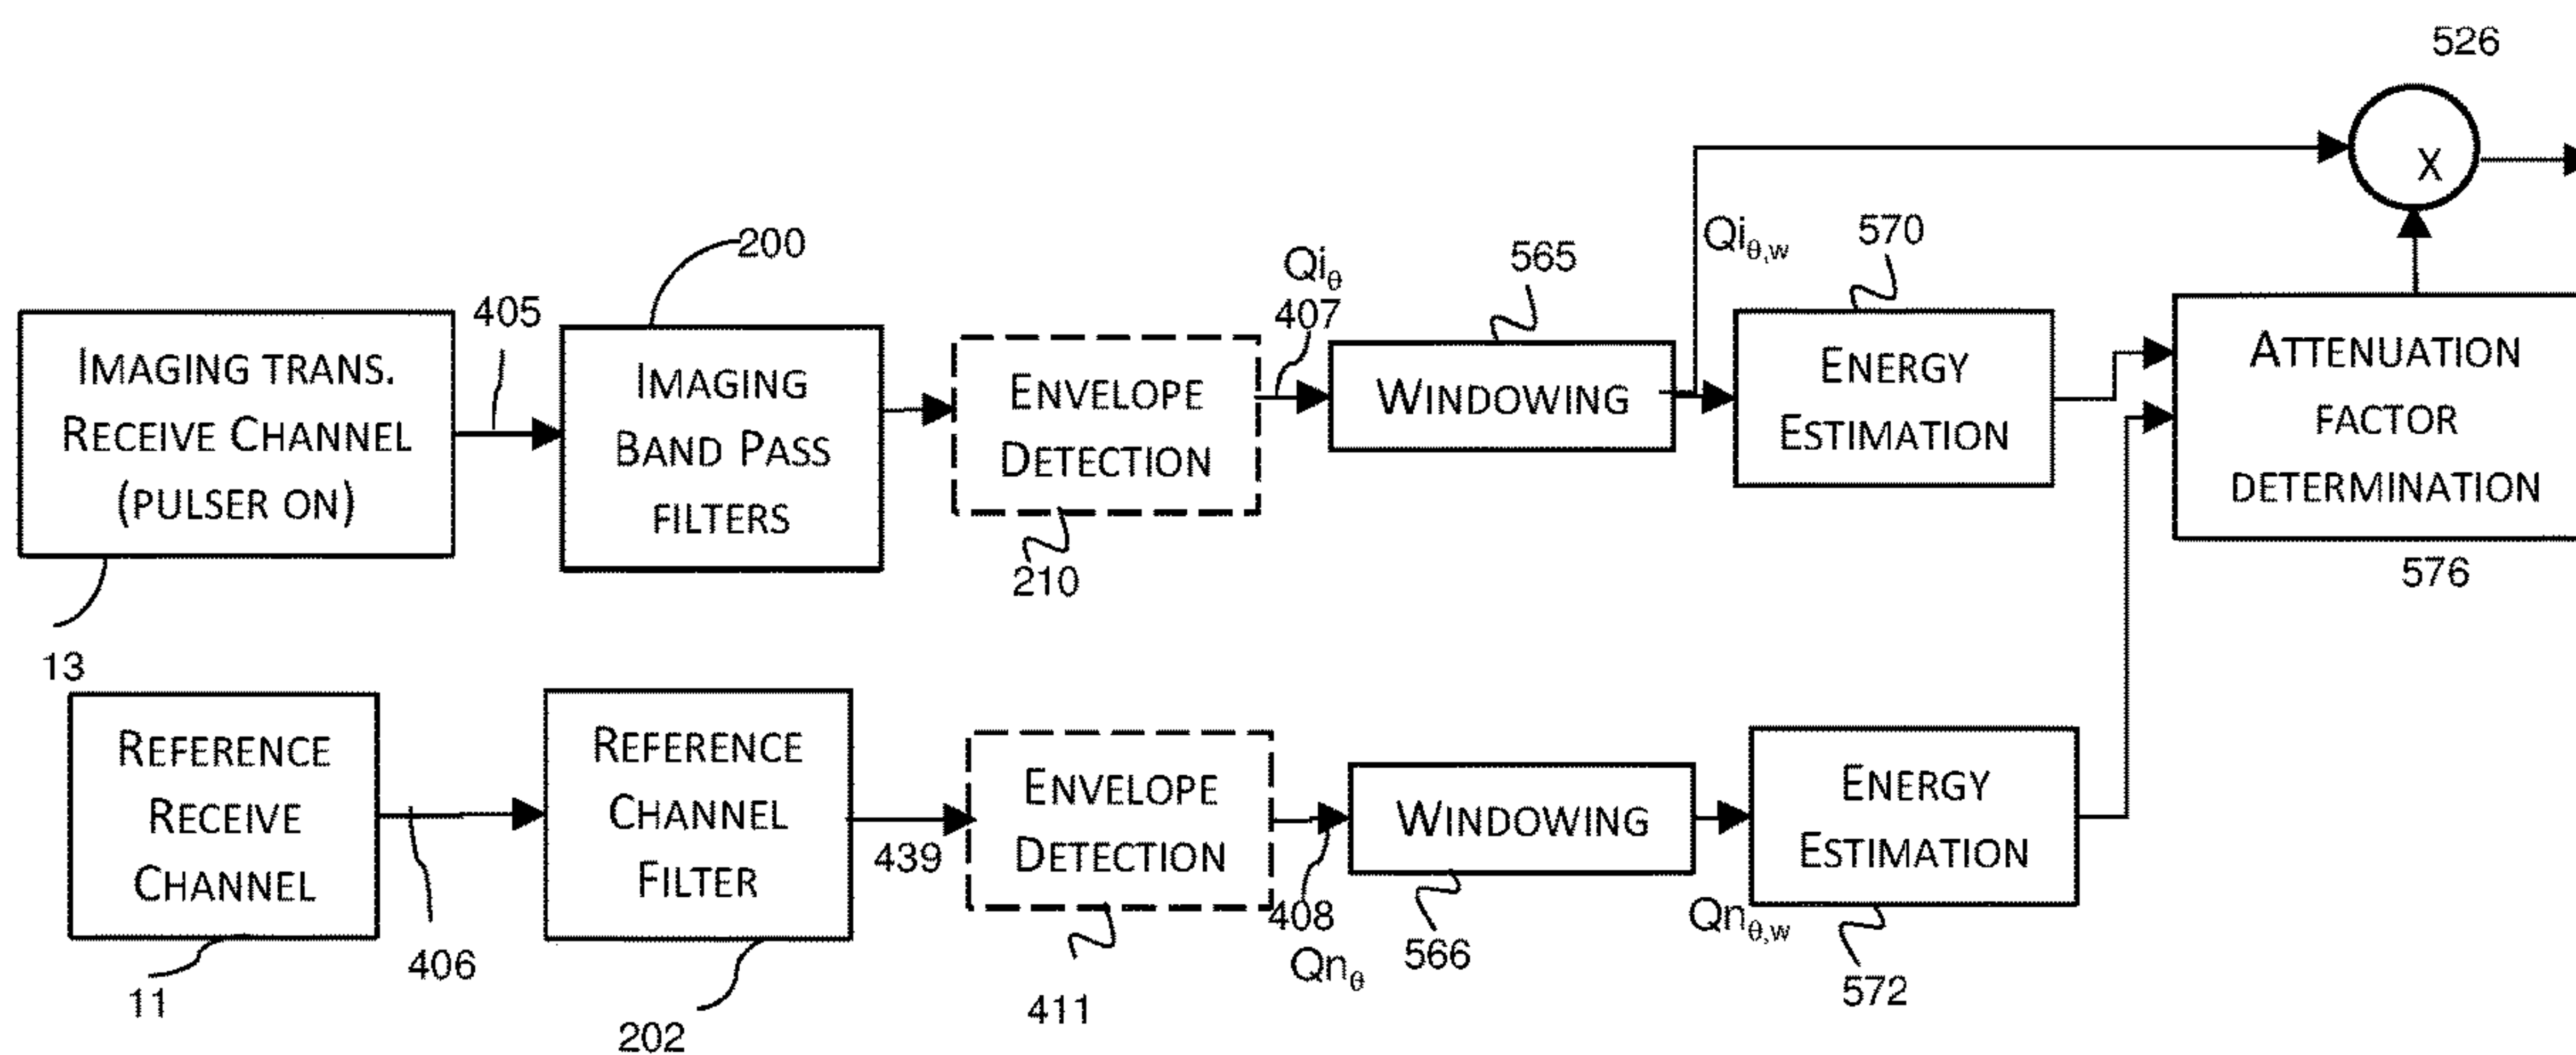 526
X
200
405
Qiθ
407
565
Qiθ,w
570
IMAGING TRANS.
RECEIVE CHANNEL
(PULSER ON)
IMAGING
BAND PASS
FILTERS
ENVELOPE
DETECTION
WINDOWING
ENERGY
ESTIMATION
ATTENUATION
FACTOR
DETERMINATION
13
210
576
REFERENCE
RECEIVE
CHANNEL
REFERENCE
CHANNEL
FILTER
439
ENVELOPE
DETECTION
WINDOWING
ENERGY
ESTIMATION
11
406
202
411
408
Qnθ
566
Qnθ,w
572